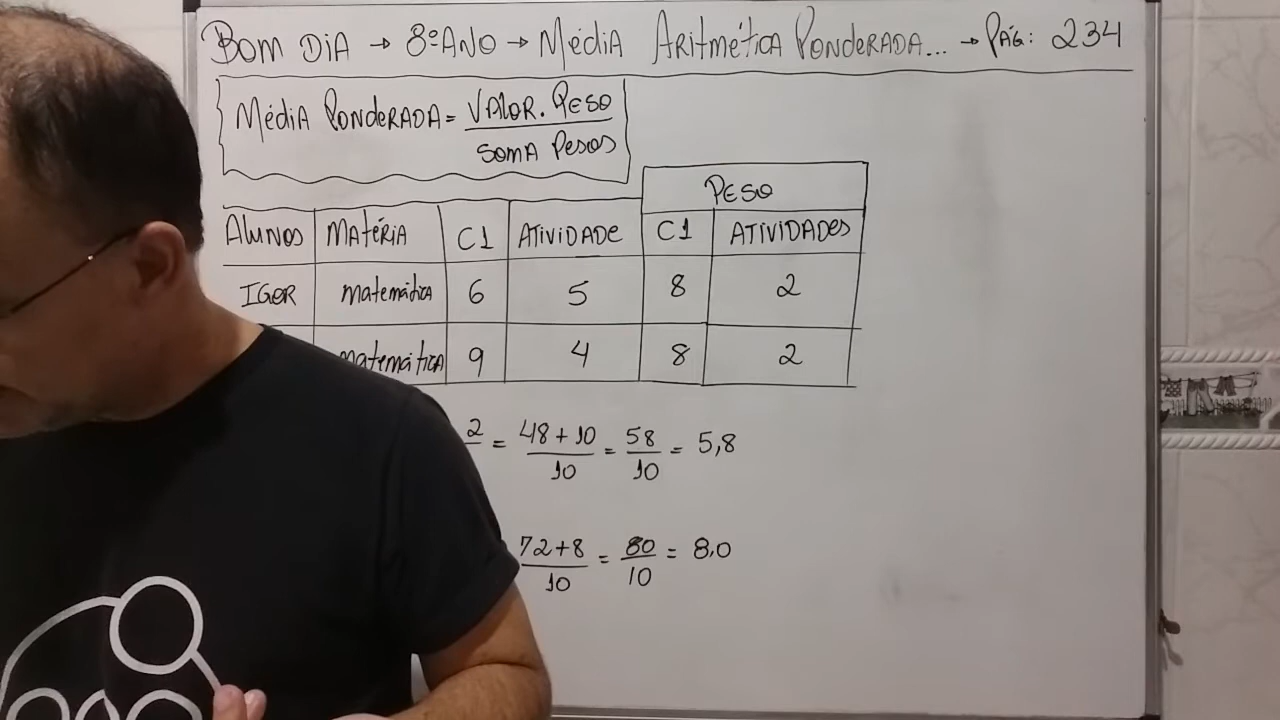 BOM DIA → 8º ANO → MÉDIA ARITMÉTICA PONDERADA... → PÁG: 234
MÉDIA PONDERADA = VALOR. PESO
SOMA PESOS
PESO
ALUNOS MATÉRIA C1 ATIVIDADE C1 ATIVIDADES
IGOR matemática 6 5 8 2
matemática 9 4 8 2
2 = 48 + 10 = 58 = 5,8
10 10
72+8 = 80 = 8,0
10 10